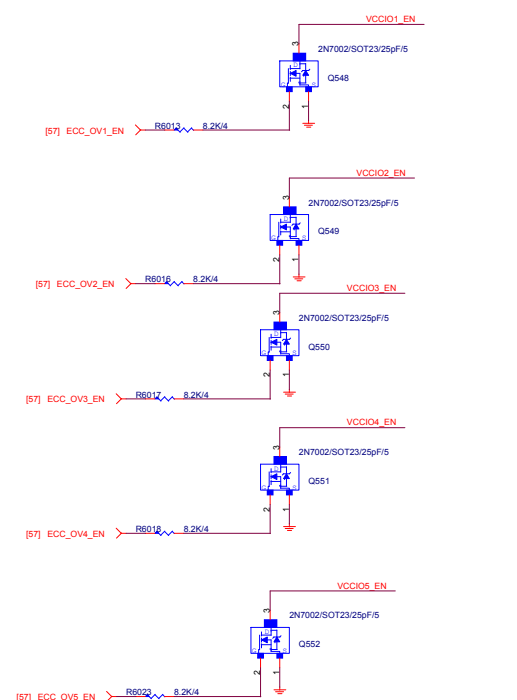 VCCIO1_EN
3
2N7002/SOT23/25pF/5
Q548
2
1
[57] ECC_OV1_EN
R6013
8.2K/4
VCCIO2_EN
3
2N7002/SOT23/25pF/5
Q549
2
1
[57] ECC_OV2_EN
R6016
8.2K/4
VCCIO3_EN
3
2N7002/SOT23/25pF/5
Q550
2
1
[57] ECC_OV3_EN
R6017
8.2K/4
VCCIO4_EN
3
2N7002/SOT23/25pF/5
Q551
2
1
[57] ECC_OV4_EN
R6018
8.2K/4
VCCIO5_EN
3
2N7002/SOT23/25pF/5
Q552
2
1
[57] ECC_OV5_EN
R6023
8.2K/4